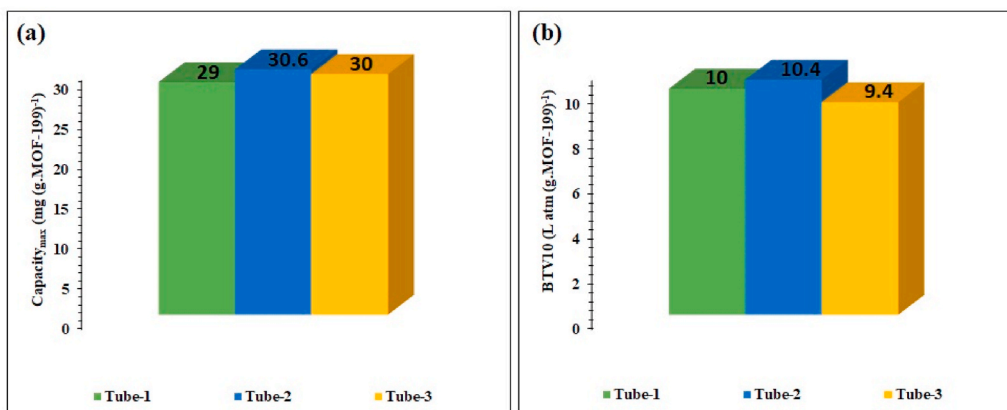 (a)
29
30.6
30
Capacitymax (mg (g.MOF-199)-1)
30
25
20
15
10
5
0
Tube-1
Tube-2
Tube-3
(b)
10
10.4
9.4
BTV10 (L atm (g.MOF-199)-1)
10
8
6
4
2
0
Tube-1
Tube-2
Tube-3